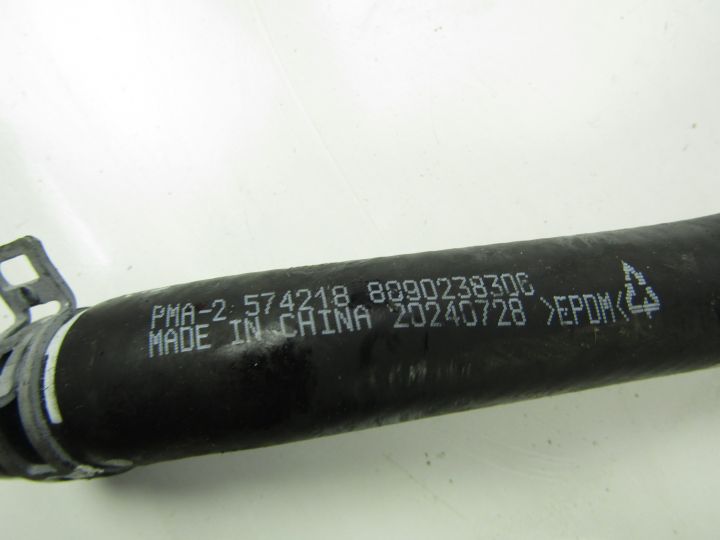 PMA-2 574218 8090238306
MADE IN CHINA 20240728 >EPDM<